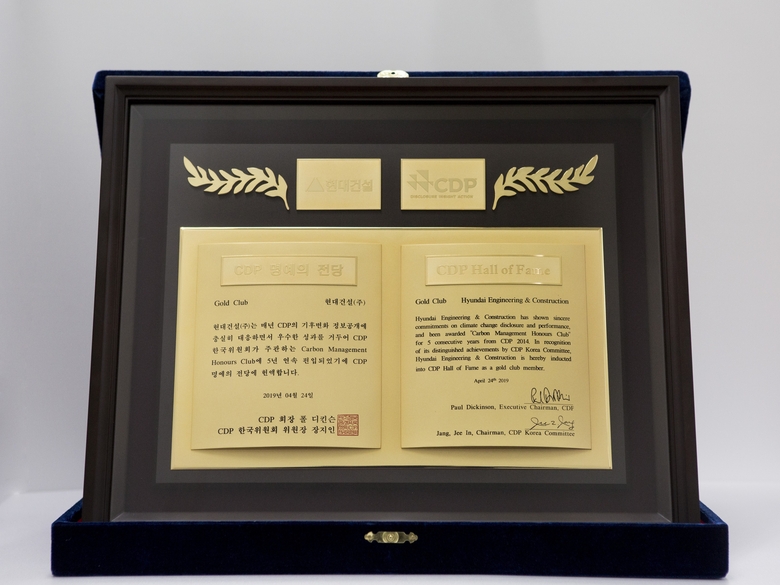 현대건설
CDP
DISCLOSURE INSIGHT ACTION
CDP 명예의 전당
Gold Club 현대건설(주)
현대건설(주)는 매년 CDP의 기후변화 정보공개에
충실히 대응하면서 우수한 성과를 거두어 CDP
한국위원회가 주관하는 Carbon Management
Honours Club에 5년 연속 편입되었기에 CDP
명예의 전당에 헌액합니다.
2019년 04월 24일
CDP 회장 폴 디킨슨
CDP 한국위원회 위원장 장지인
CDP Hall of Fame
Gold Club Hyundai Engineering & Construction
Hyundai Engineering & Construction has shown sincere
commitments on climate change disclosure and performance,
and been awarded "Carbon Management Honours Club"
for 5 consecutive years from CDP 2014. In recognition
of its distinguished achievements by CDP Korea Committee,
Hyundai Engineering & Construction is hereby inducted
into CDP Hall of Fame as a gold club member.
April 24th 2019
Paul Dickinson, Executive Chairman, CDP
Jang, Jee In, Chairman, CDP Korea Committee